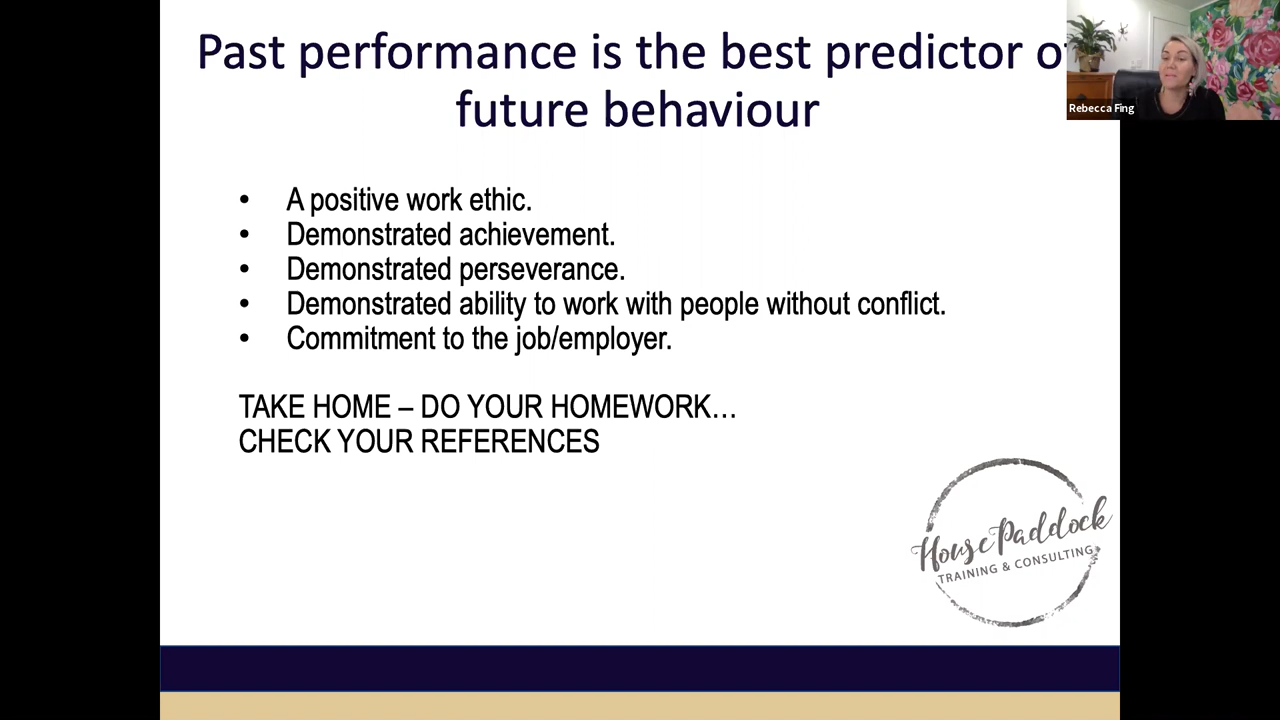 Past performance is the best predictor of
future behaviour
Rebecca Fing
• A positive work ethic.
• Demonstrated achievement.
• Demonstrated perseverance.
• Demonstrated ability to work with people without conflict.
• Commitment to the job/employer.
TAKE HOME – DO YOUR HOMEWORK…
CHECK YOUR REFERENCES
House Paddock
TRAINING & CONSULTING